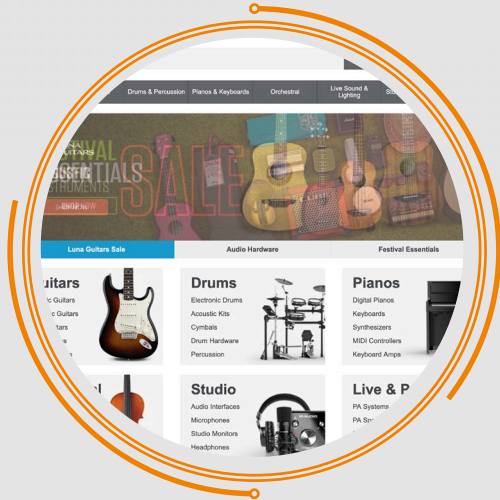 Drums & Percussion Pianos & Keyboards Orchestral Live Sound &
Lighting
SALE
Luna Guitars Sale Audio Hardware Festival Essentials
Drums
Electronic Drums
Acoustic Kits
Cymbals
Drum Hardware
Percussion
Pianos
Digital Pianos
Keyboards
Synthesizers
MIDI Controllers
Keyboard Amps
Studio
Audio Interfaces
Microphones
Studio Monitors
Headphones
Live & P
PA Systems